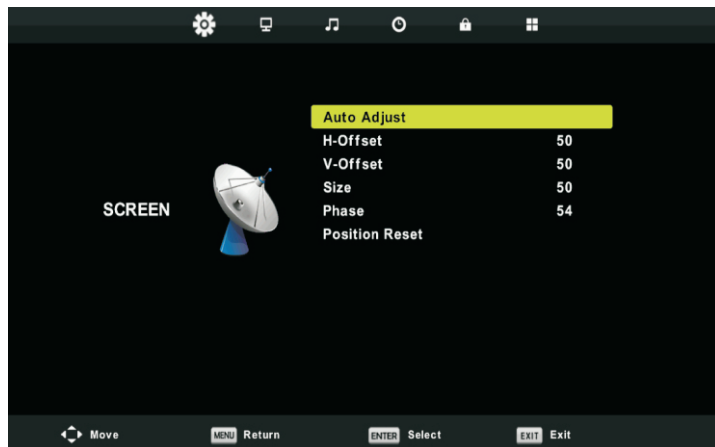 Auto Adjust
H-Offset 50
V-Offset 50
Size 50
SCREEN
Phase 54
Position Reset
Move MENU Return ENTER Select EXIT Exit